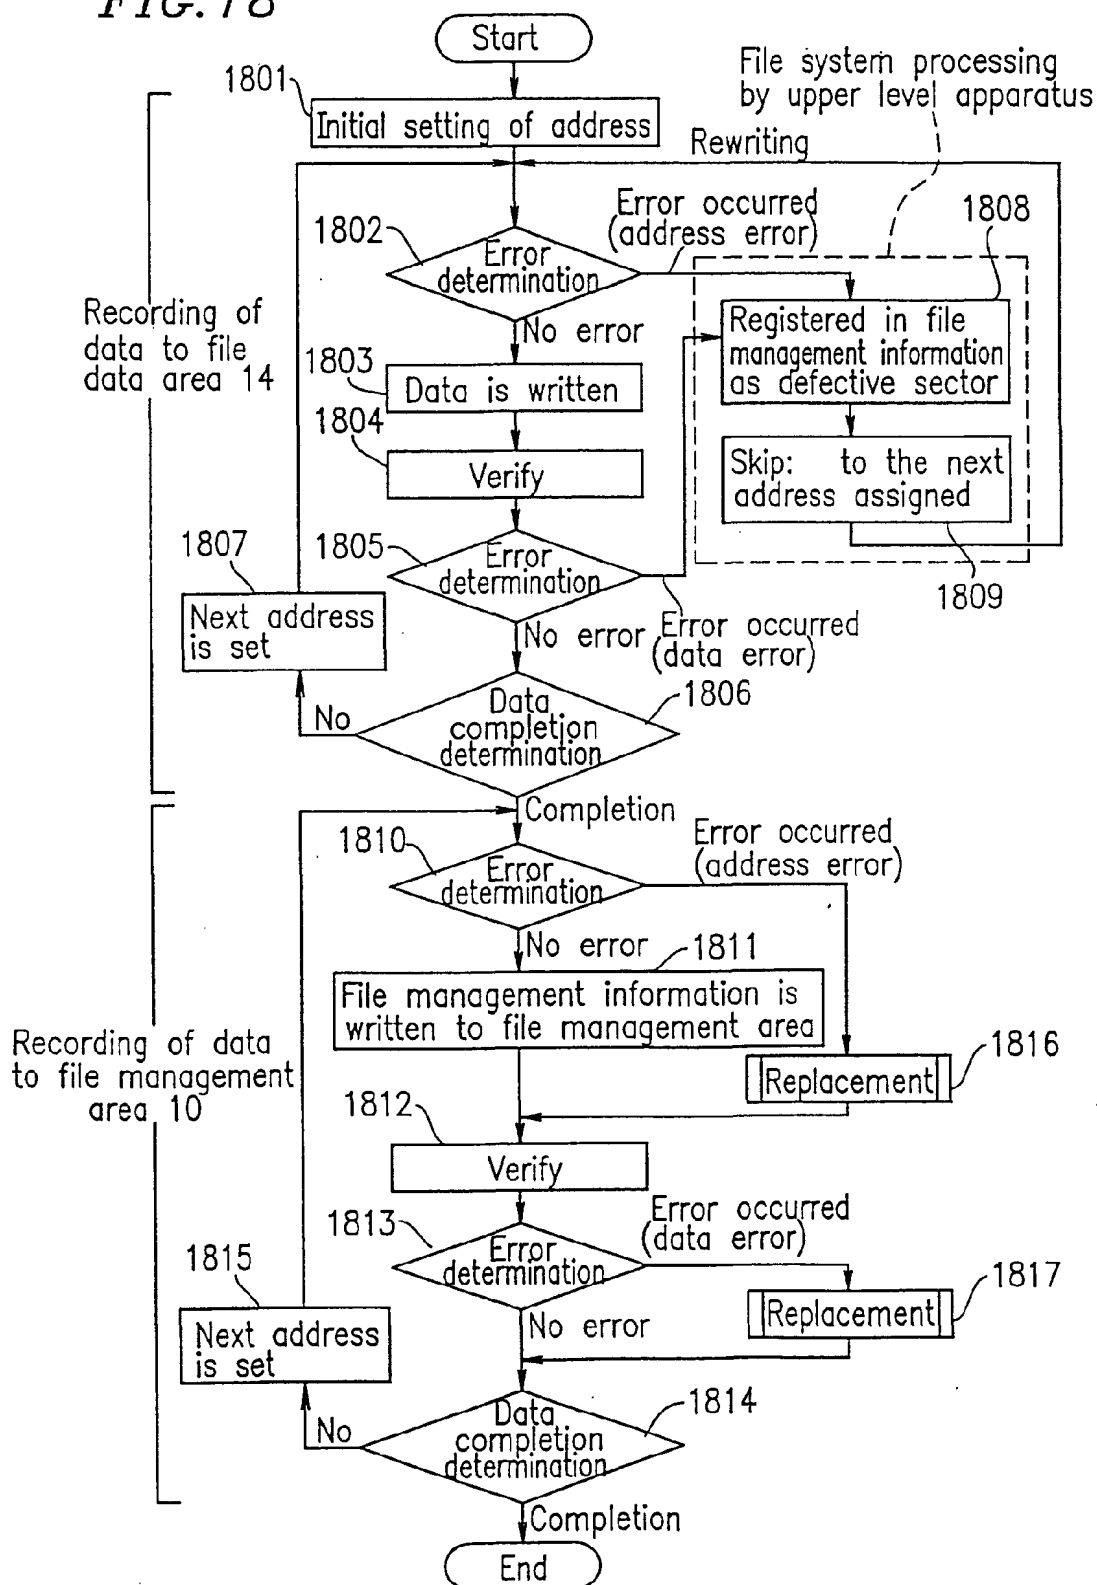 FIG. 18
Start
File system processing
by upper level apparatus
1801
Initial setting of address
Rewriting
Error occurred
(address error)
1808
1802
Error
determination
Recording of
data to file
data area 14
No error
Registered in file
management information
as defective sector
1803
Data is written
1804
Verify
Skip: to the next
address assigned
1807
1805
Error
determination
1809
Next address
is set
No error
Error occurred
(data error)
1806
Data
completion
determination
No
Completion
1810
Error
determination
Error occurred
(address error)
No error
1811
File management information is
written to file management area
Recording of data
to file management
area 10
1816
Replacement
1812
Verify
Error occurred
(data error)
1813
Error
determination
1815
1817
Replacement
Next address
is set
No error
1814
Data
completion
determination
No
Completion
End